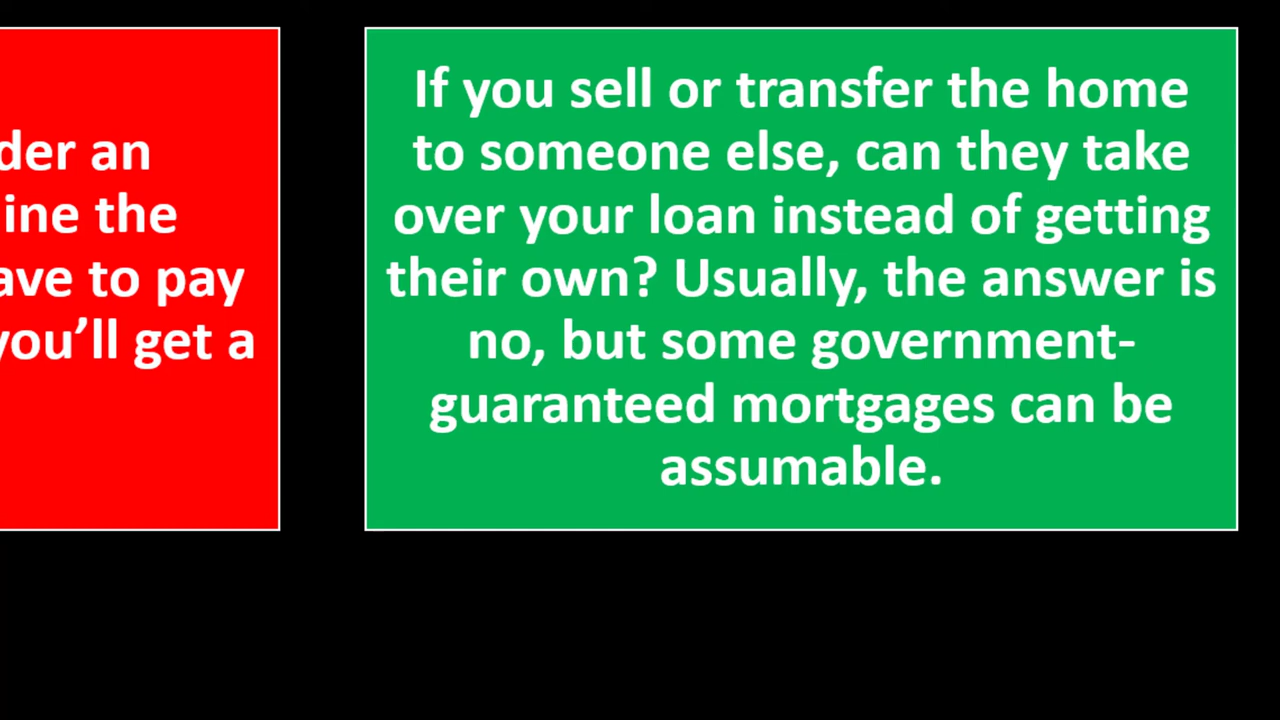 der an
ine the
ave to pay
you'll get a
If you sell or transfer the home
to someone else, can they take
over your loan instead of getting
their own? Usually, the answer is
no, but some government-
guaranteed mortgages can be
assumable.